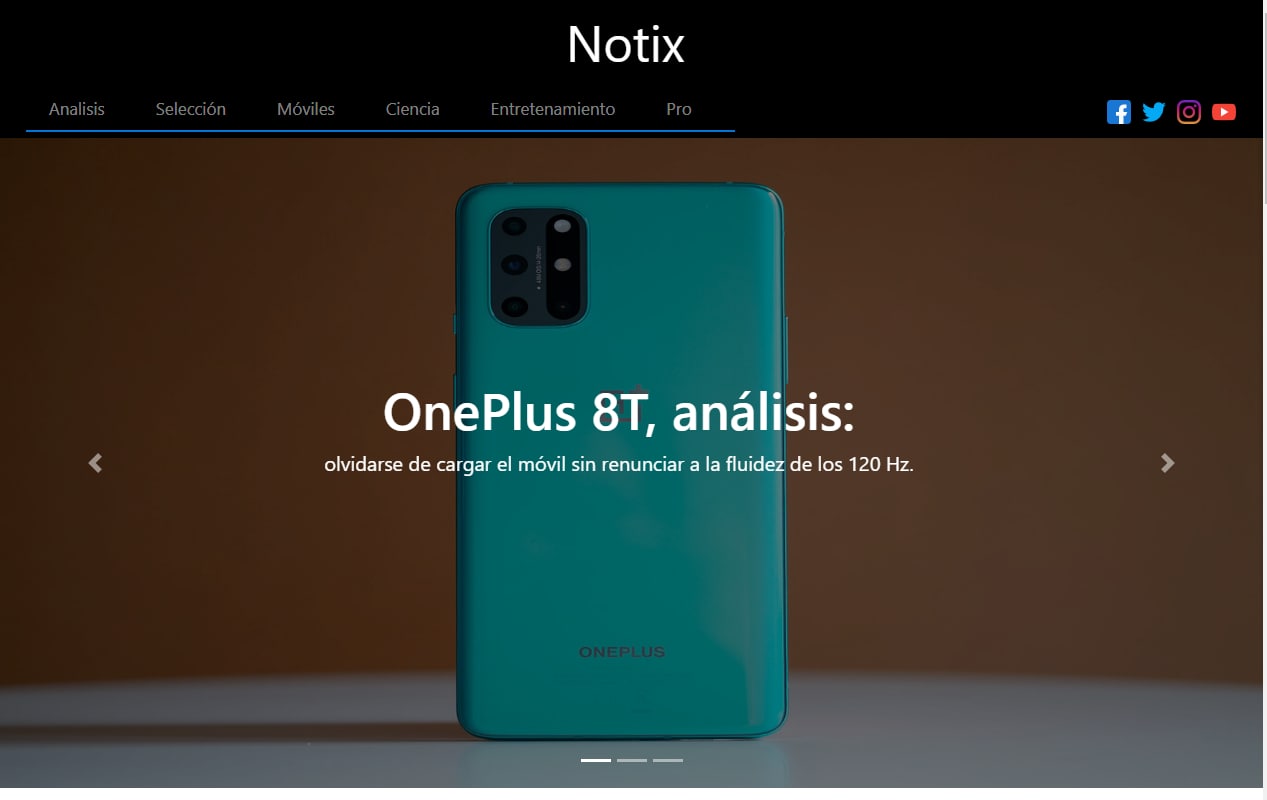 Notix
Analisis Selección Móviles Ciencia Entretenamiento Pro
OnePlus 8T, análisis:
olvidarse de cargar el móvil sin renunciar a la fluidez de los 120 Hz.
ONEPLUS